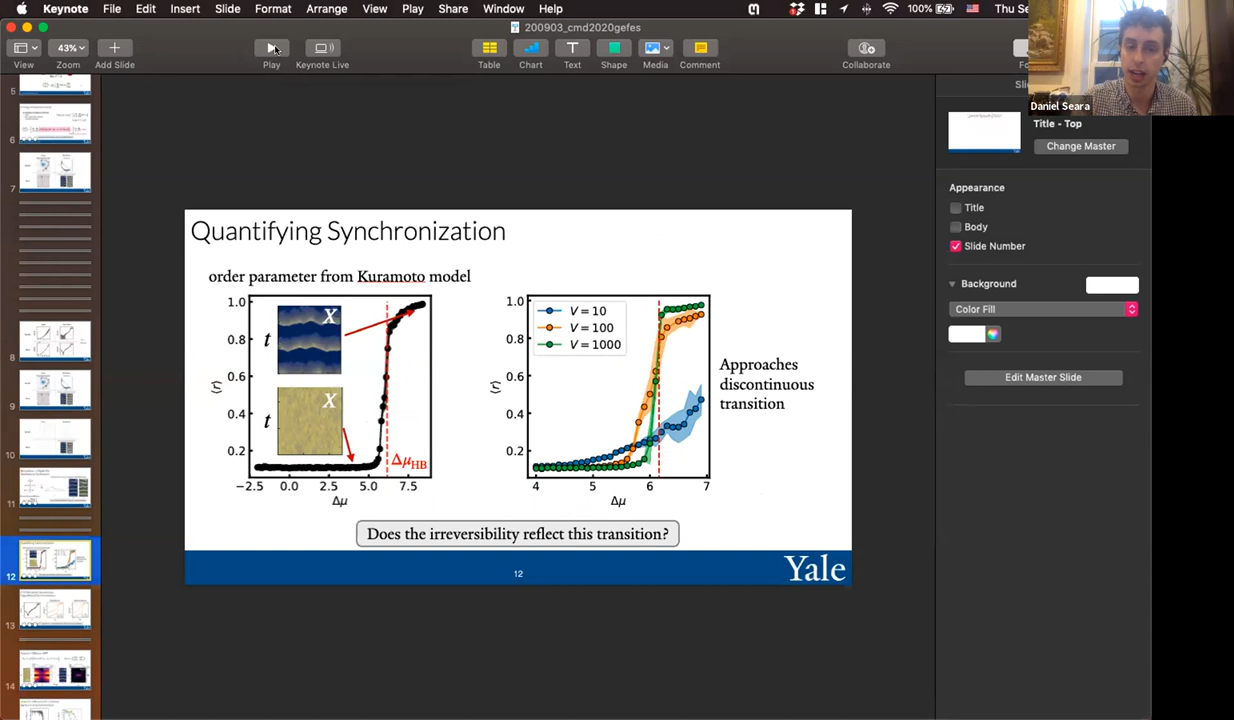 Keynote File Edit Insert Slide Format Arrange View Play Share Window Help 100% Thu Se
200903_cmd2020gefes
43%
View Zoom Add Slide Play Keynote Live Table Chart Text Shape Media Comment Collaborate
Daniel Seara
Title - Top
Change Master
Appearance
Title
Body
Slide Number
Background
Color Fill
Edit Master Slide
5
6
7
8
9
10
11
12
13
14
Quantifying Synchronization
order parameter from Kuramoto model
1.0
0.8
0.6
0.4
0.2
⟨r⟩
−2.5 0.0 2.5 5.0 7.5
Δμ
X
t
X
t
ΔμHB
1.0
0.8
0.6
0.4
0.2
⟨r⟩
V = 10
V = 100
V = 1000
4 5 6 7
Δμ
Approaches
discontinuous
transition
Does the irreversibility reflect this transition?
12
Yale